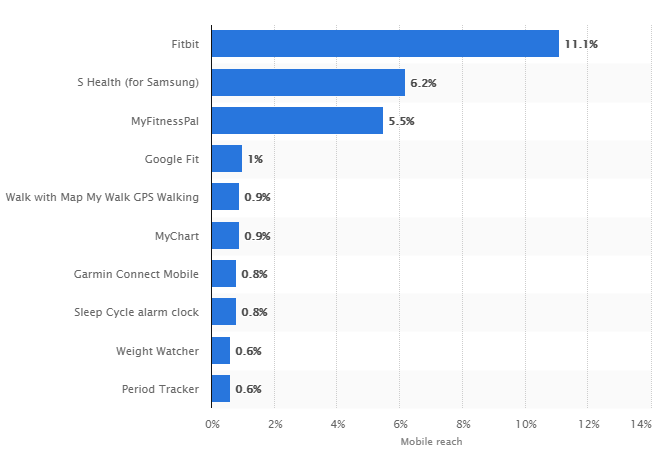 Fitbit 11.1%
S Health (for Samsung) 6.2%
MyFitnessPal 5.5%
Google Fit 1%
Walk with Map My Walk GPS Walking 0.9%
MyChart 0.9%
Garmin Connect Mobile 0.8%
Sleep Cycle alarm clock 0.8%
Weight Watcher 0.6%
Period Tracker 0.6%
0% 2% 4% 6% 8% 10% 12% 14%
Mobile reach